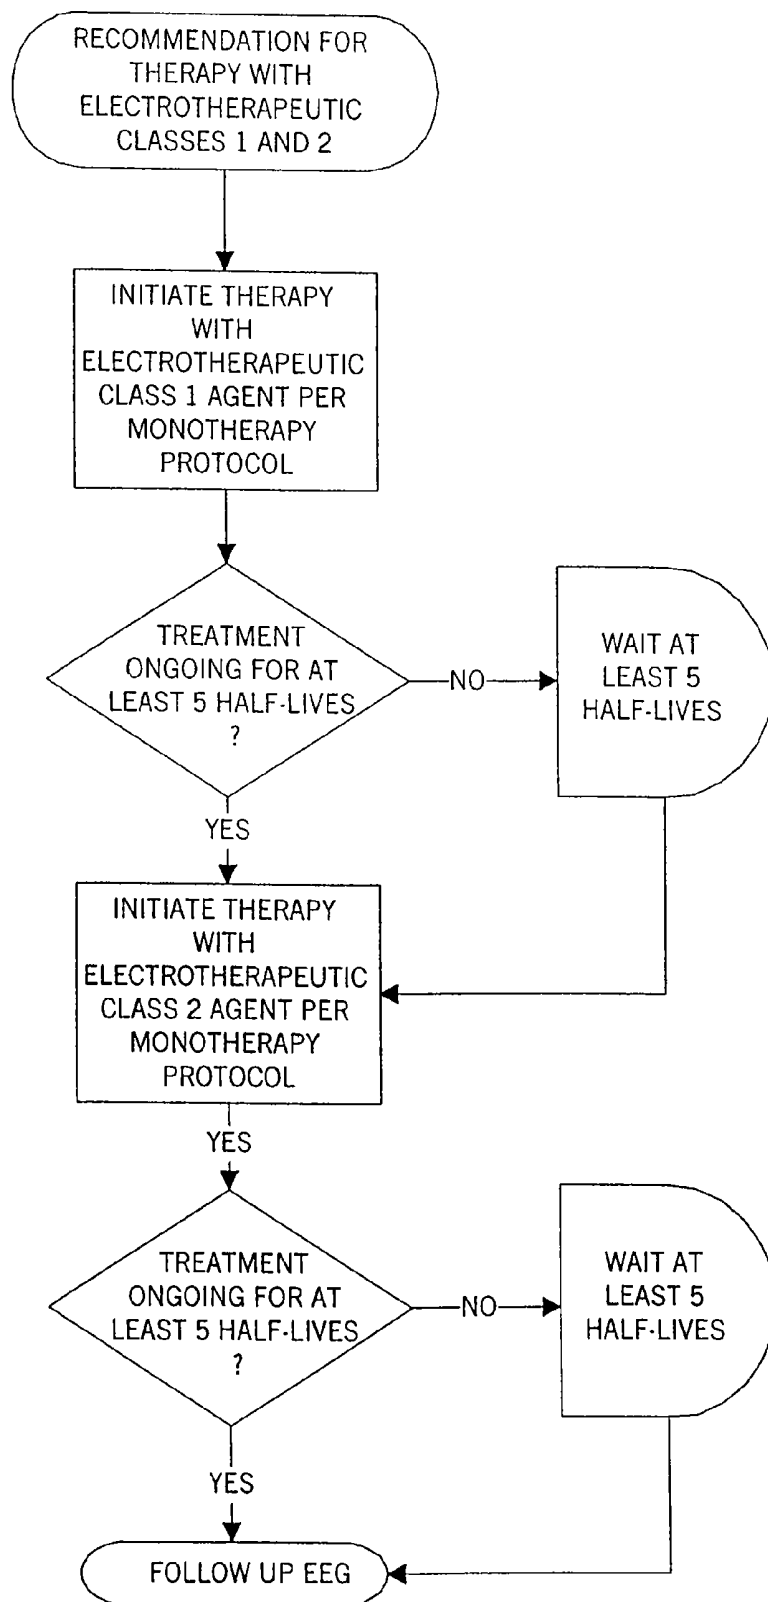 RECOMMENDATION FOR
THERAPY WITH
ELECTROTHERAPEUTIC
CLASSES 1 AND 2
INITIATE THERAPY
WITH
ELECTROTHERAPEUTIC
CLASS 1 AGENT PER
MONOTHERAPY
PROTOCOL
TREATMENT
ONGOING FOR AT
LEAST 5 HALF-LIVES
?
NO
WAIT AT
LEAST 5
HALF-LIVES
YES
INITIATE THERAPY
WITH
ELECTROTHERAPEUTIC
CLASS 2 AGENT PER
MONOTHERAPY
PROTOCOL
YES
TREATMENT
ONGOING FOR AT
LEAST 5 HALF-LIVES
?
NO
WAIT AT
LEAST 5
HALF-LIVES
YES
FOLLOW UP EEG